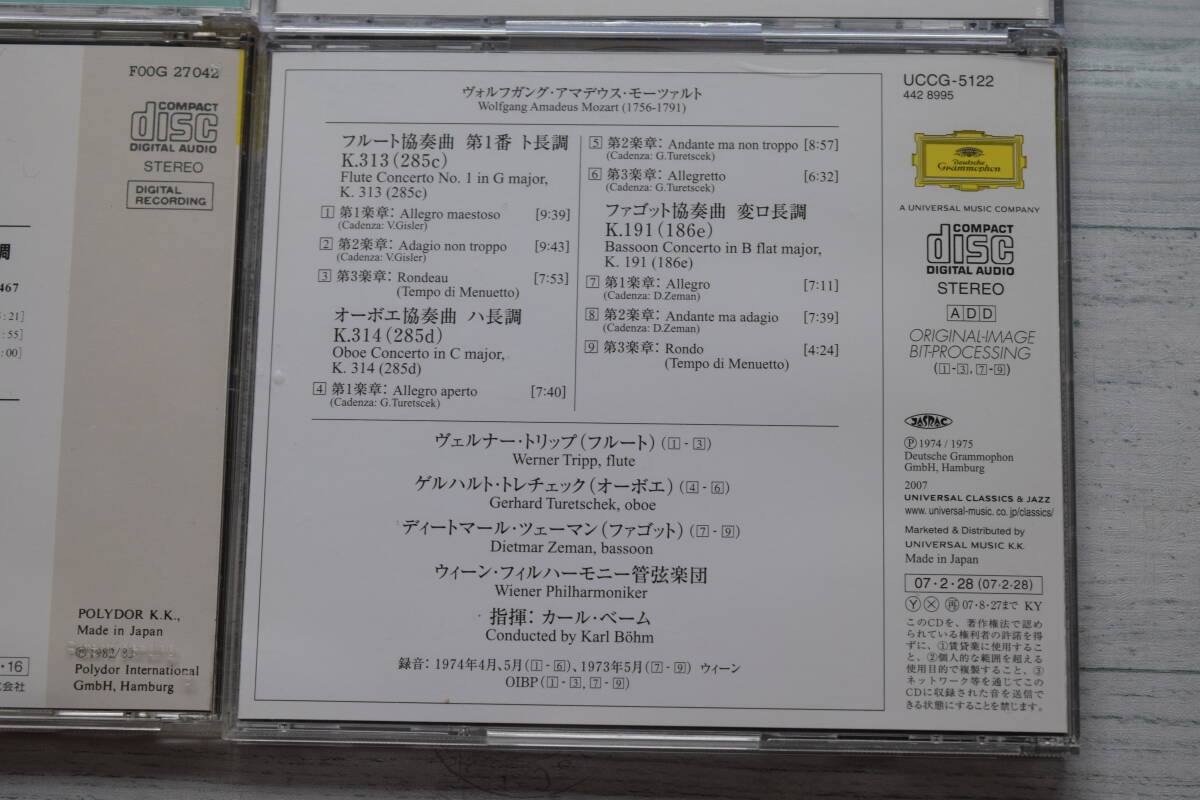 F00G 27042
COMPACT
disc
DIGITAL AUDIO
STEREO
DIGITAL
RECORDING
調
467
:21]
:55]
:00]
POLYDOR K.K.,
Made in Japan
Ⓟ1982/83
Polydor International
GmbH, Hamburg
・16
式会社
ヴォルフガング・アマデウス・モーツァルト
Wolfgang Amadeus Mozart (1756-1791)
フルート協奏曲 第1番 ト長調
K.313(285c)
Flute Concerto No. 1 in G major,
K. 313 (285c)
1 第1楽章: Allegro maestoso [9:39]
(Cadenza: V.Gisler)
2 第2楽章: Adagio non troppo [9:43]
(Cadenza: V.Gisler)
3 第3楽章: Rondeau [7:53]
(Tempo di Menuetto)
オーボエ協奏曲 ハ長調
K.314(285d)
Oboe Concerto in C major,
K. 314 (285d)
4 第1楽章: Allegro aperto [7:40]
(Cadenza: G.Turetscek)
5 第2楽章: Andante ma non troppo [8:57]
(Cadenza: G.Turetscek)
6 第3楽章: Allegretto [6:32]
(Cadenza: G.Turetscek)
ファゴット協奏曲 変ロ長調
K.191(186e)
Bassoon Concerto in B flat major,
K. 191 (186e)
7 第1楽章: Allegro [7:11]
(Cadenza: D.Zeman)
8 第2楽章: Andante ma adagio [7:39]
(Cadenza: D.Zeman)
9 第3楽章: Rondo [4:24]
(Tempo di Menuetto)
ヴェルナー・トリップ(フルート)(1-3)
Werner Tripp, flute
ゲルハルト・トレチェック(オーボエ)(4-6)
Gerhard Turetschek, oboe
ディートマール・ツェーマン(ファゴット)(7-9)
Dietmar Zeman, bassoon
ウィーン・フィルハーモニー管弦楽団
Wiener Philharmoniker
指揮: カール・ベーム
Conducted by Karl Böhm
録音: 1974年4月、5月(1-6)、1973年5月(7-9) ウィーン
OIBP(1-3, 7-9)
UCCG-5122
442 8995
Deutsche
Grammophon
A UNIVERSAL MUSIC COMPANY
COMPACT
disc
DIGITAL AUDIO
STEREO
ADD
ORIGINAL-IMAGE
BIT-PROCESSING
(1-3, 7-9)
JASRAC
Ⓟ 1974 / 1975
Deutsche Grammophon
GmbH, Hamburg
2007
UNIVERSAL CLASSICS & JAZZ
www. universal-music. co. jp/classics/
Marketed & Distributed by
UNIVERSAL MUSIC K.K.
Made in Japan
07・2・28 (07・2・28)
Ⓨ Ⓧ 再 07・8・27まで KY
このCDを、著作権法で認め
られている権利者の許諾を得
ずに、①賃貸業に使用するこ
と、②個人的な範囲を超える
使用目的で複製すること、③
ネットワーク等を通じてこの
CDに収録された音を送信で
きる状態にすることを禁じます。